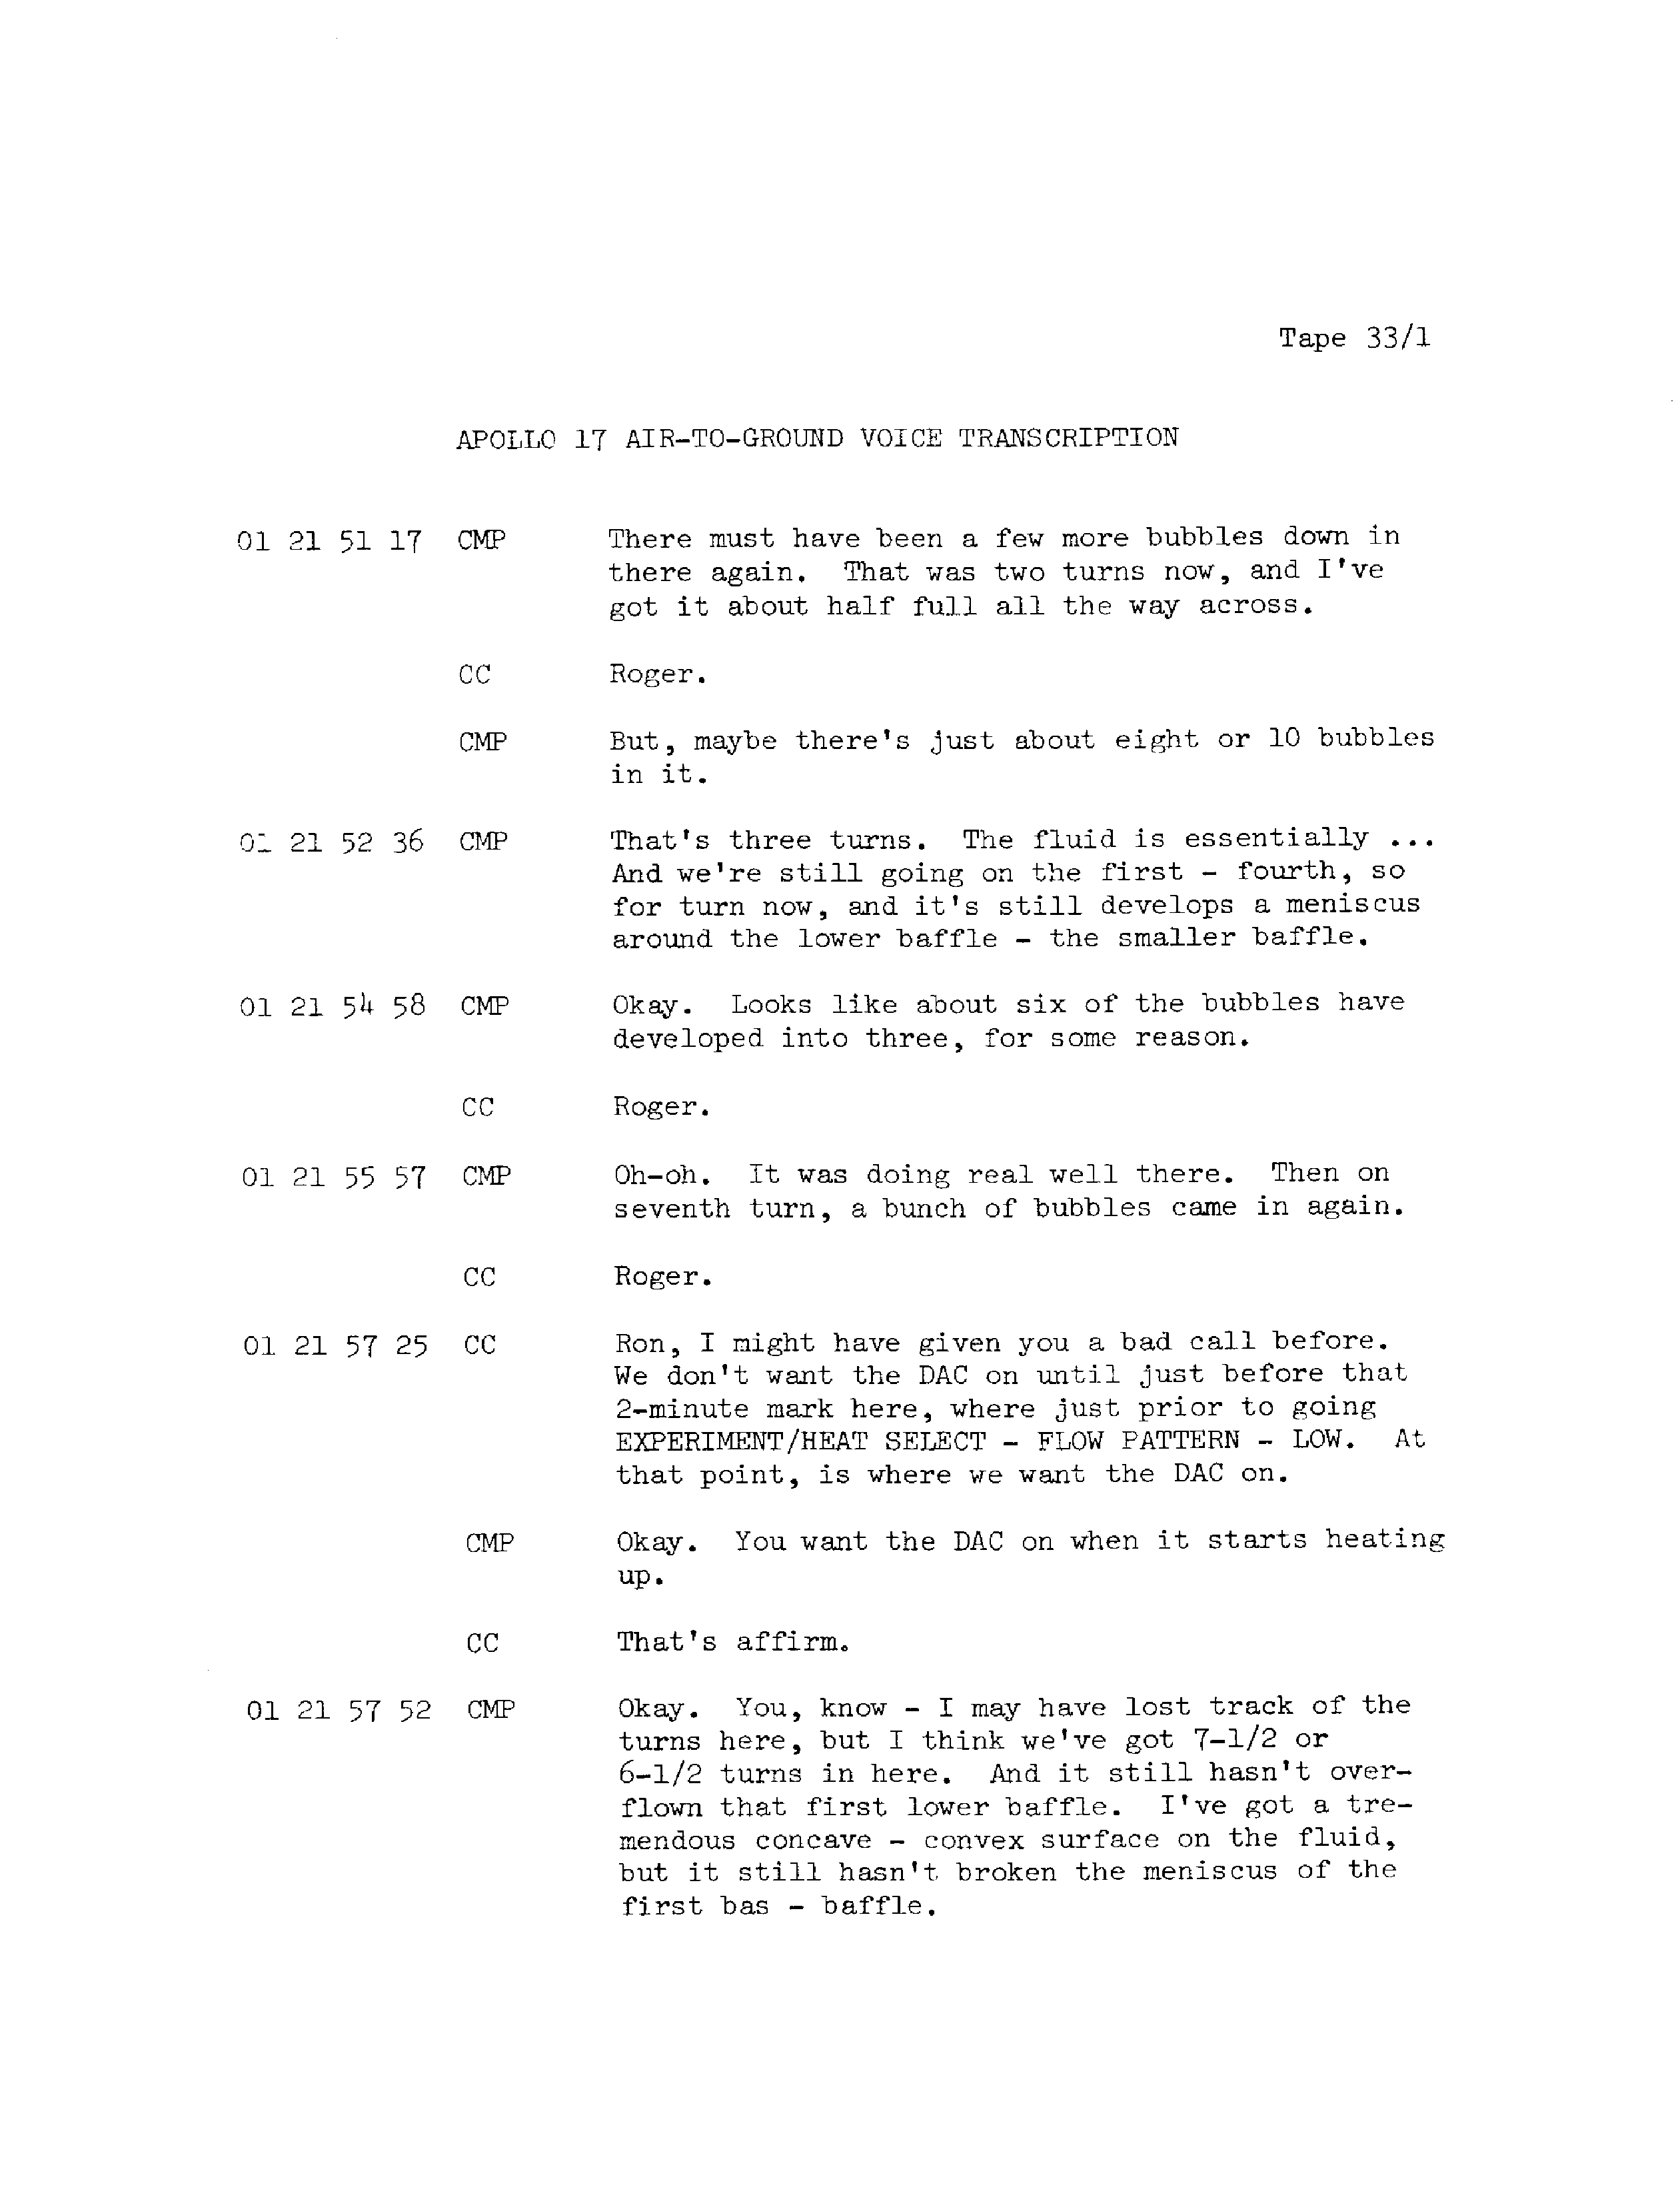 Tape 33/1
APOLLO 17 AIR-TO-GROUND VOICE TRANSCRIPTION
01 21 51 17 CMP There must have been a few more bubbles down in
there again. That was two turns now, and I've
got it about half full all the way across.
CC Roger.
CMP But, maybe there's just about eight or 10 bubbles
in it.
01 21 52 36 CMP That's three turns. The fluid is essentially ...
And we're still going on the first - fourth, so
for turn now, and it's still develops a meniscus
around the lower baffle - the smaller baffle.
01 21 54 58 CMP Okay. Looks like about six of the bubbles have
developed into three, for some reason.
CC Roger.
01 21 55 57 CMP Oh-oh. It was doing real well there. Then on
seventh turn, a bunch of bubbles came in again.
CC Roger.
01 21 57 25 CC Ron, I might have given you a bad call before.
We don't want the DAC on until just before that
2-minute mark here, where just prior to going
EXPERIMENT/HEAT SELECT - FLOW PATTERN - LOW. At
that point, is where we want the DAC on.
CMP Okay. You want the DAC on when it starts heating
up.
CC That's affirm.
01 21 57 52 CMP Okay. You, know - I may have lost track of the
turns here, but I think we've got 7-1/2 or
6-1/2 turns in here. And it still hasn't over-
flown that first lower baffle. I've got a tre-
mendous concave - convex surface on the fluid,
but it still hasn't broken the meniscus of the
first bas - baffle.